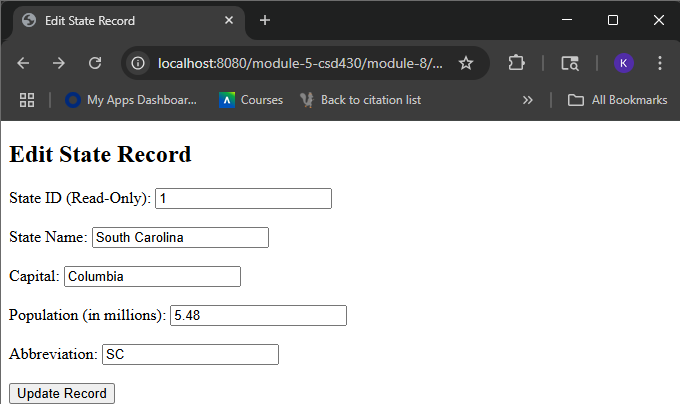 Edit State Record
localhost:8080/module-5-csd430/module-8/...
K
My Apps Dashboar... Courses Back to citation list » All Bookmarks
Edit State Record
State ID (Read-Only): 1
State Name: South Carolina
Capital: Columbia
Population (in millions): 5.48
Abbreviation: SC
Update Record